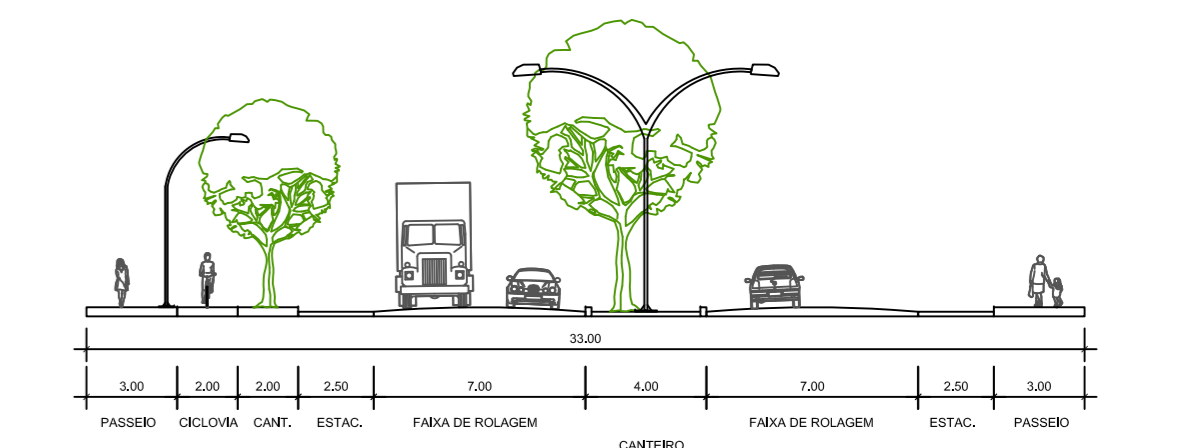 33.00
3.00 2.00 2.00 2.50 7.00 4.00 7.00 2.50 3.00
PASSEIO CICLOVIA CANT. ESTAC. FAIXA DE ROLAGEM FAIXA DE ROLAGEM ESTAC. PASSEIO
CANTEIRO